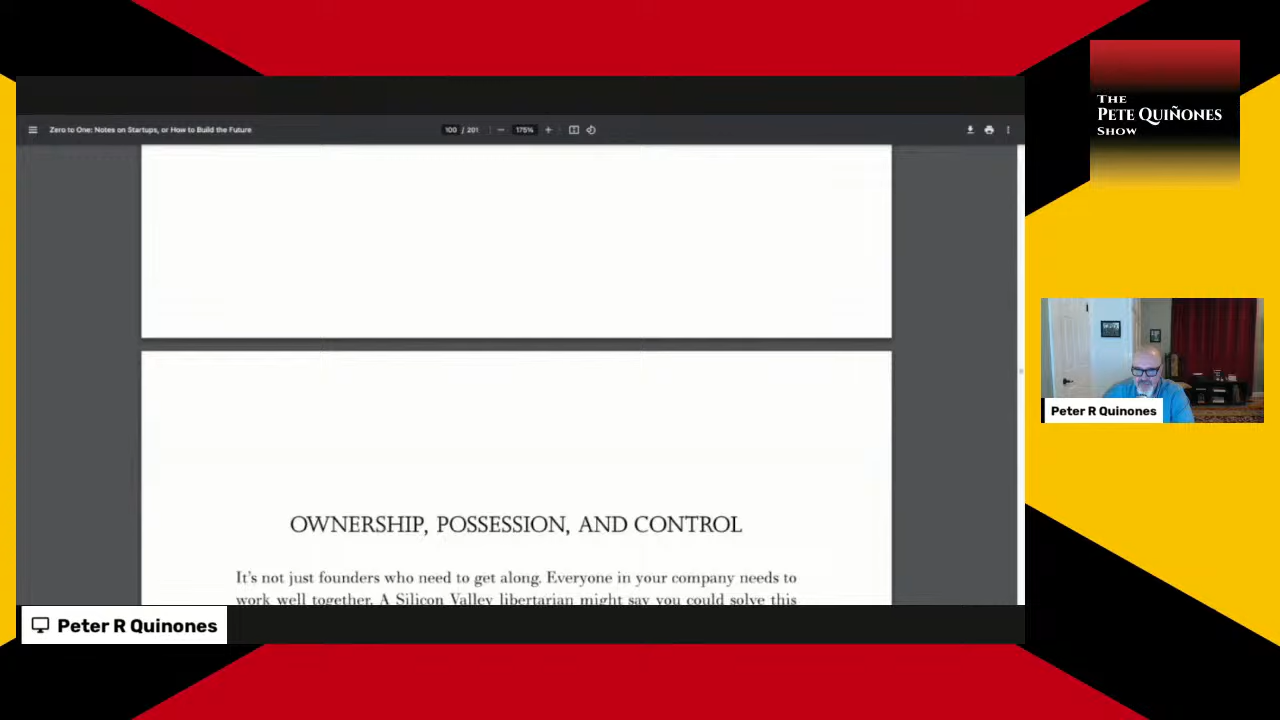 Zero to One: Notes on Startups, or How to Build the Future
100 / 201
175%
OWNERSHIP, POSSESSION, AND CONTROL
It's not just founders who need to get along. Everyone in your company needs to
work well together. A Silicon Valley libertarian might say you could solve this
Peter R Quinones
THE
PETE QUIÑONES
SHOW
Peter R Quinones